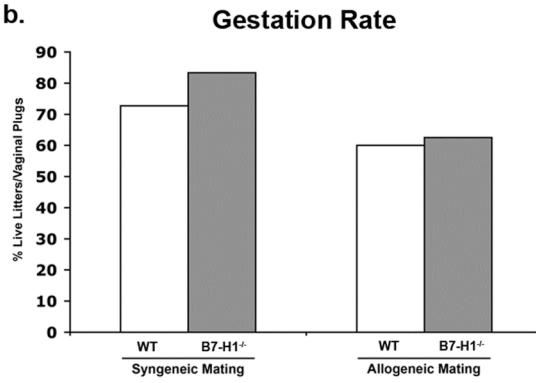 b.
Gestation Rate
% Live Litters/Vaginal Plugs
90
80
70
60
50
40
30
20
10
0
WT B7-H1-/- WT B7-H1-/-
Syngeneic Mating Allogeneic Mating